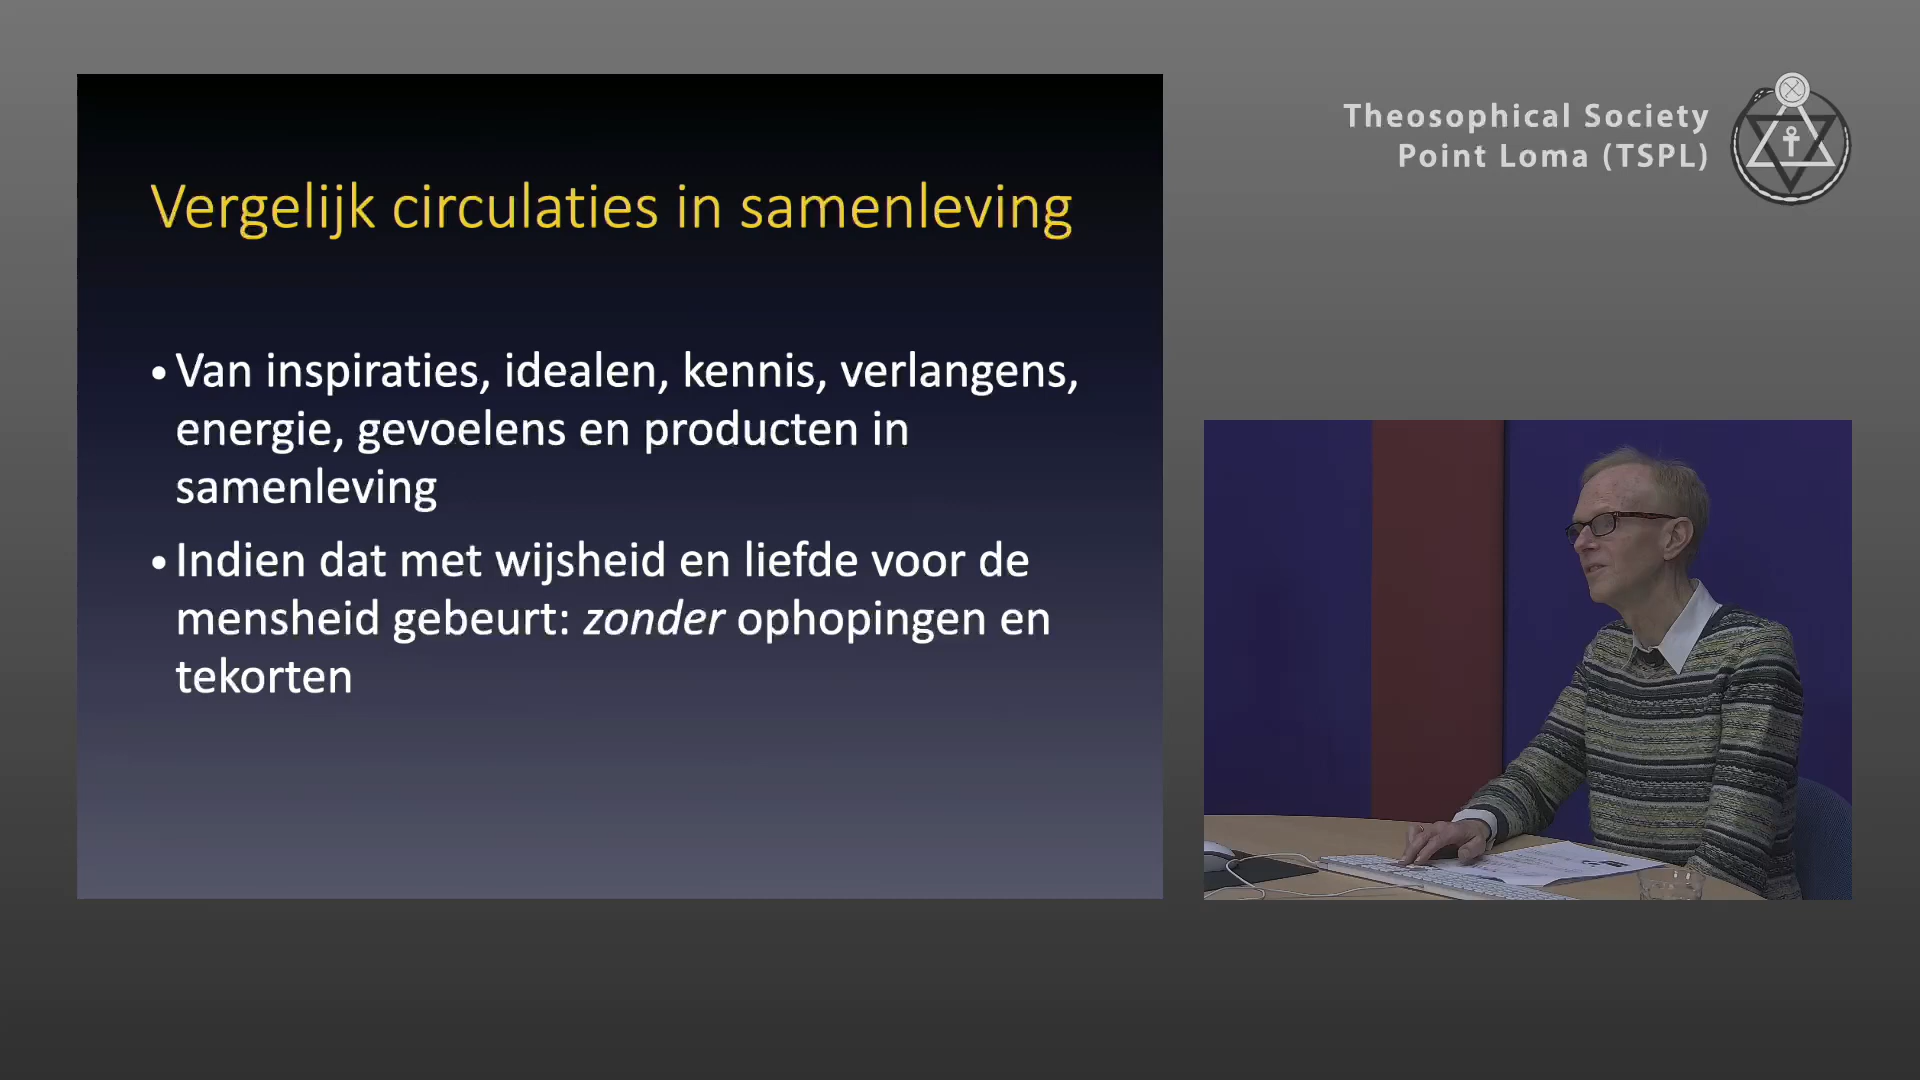 Theosophical Society
Point Loma (TSPL)
Vergelijk circulaties in samenleving
• Van inspiraties, idealen, kennis, verlangens,
energie, gevoelens en producten in
samenleving
• Indien dat met wijsheid en liefde voor de
mensheid gebeurt: zonder ophopingen en
tekorten